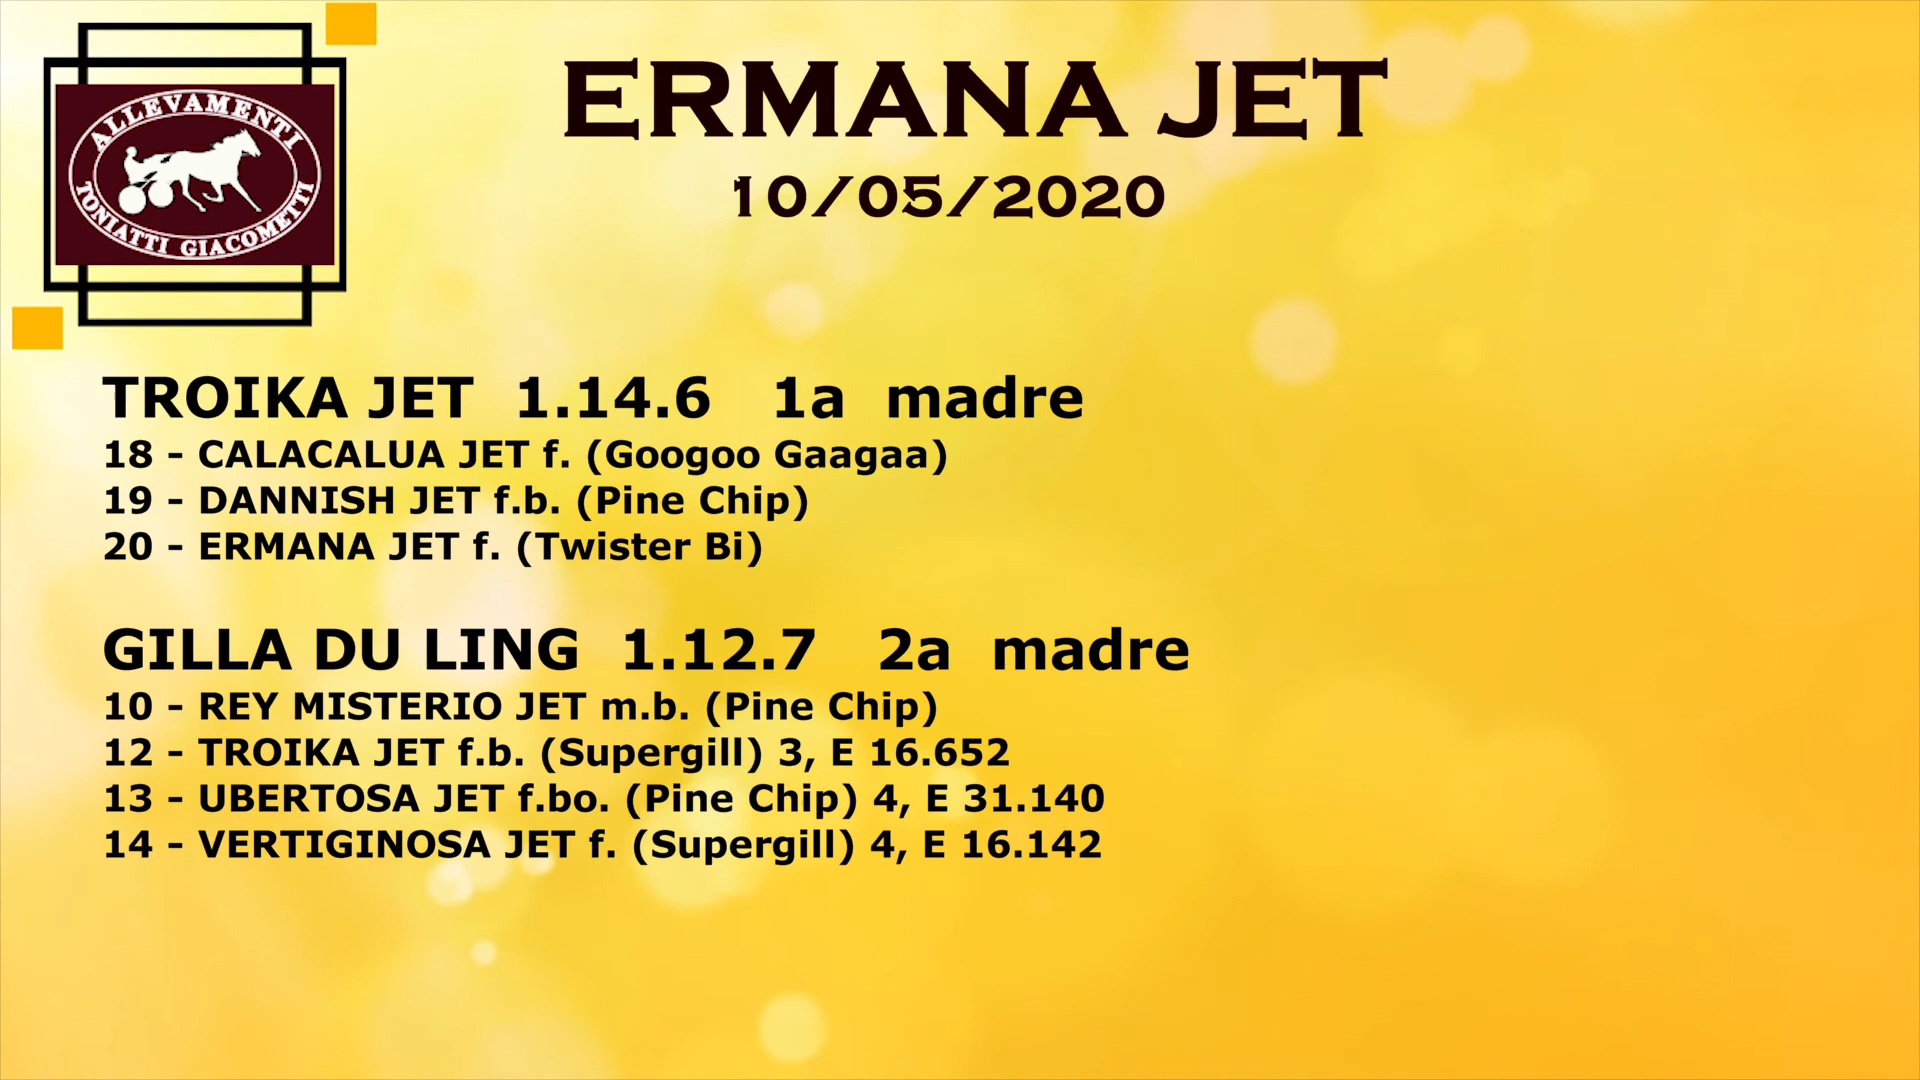 ALLEVAMENTI
TONIATTI GIACOMETTI
ERMANA JET
10/05/2020
TROIKA JET 1.14.6 1a madre
18 - CALACALUA JET f. (Googoo Gaagaa)
19 - DANNISH JET f.b. (Pine Chip)
20 - ERMANA JET f. (Twister Bi)
GILLA DU LING 1.12.7 2a madre
10 - REY MISTERIO JET m.b. (Pine Chip)
12 - TROIKA JET f.b. (Supergill) 3, E 16.652
13 - UBERTOSA JET f.bo. (Pine Chip) 4, E 31.140
14 - VERTIGINOSA JET f. (Supergill) 4, E 16.142